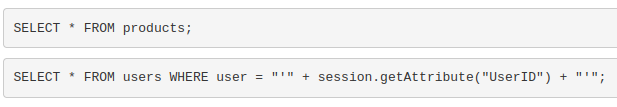 SELECT * FROM products;
SELECT * FROM users WHERE user = "'" + session.getAttribute("UserID") + "'";